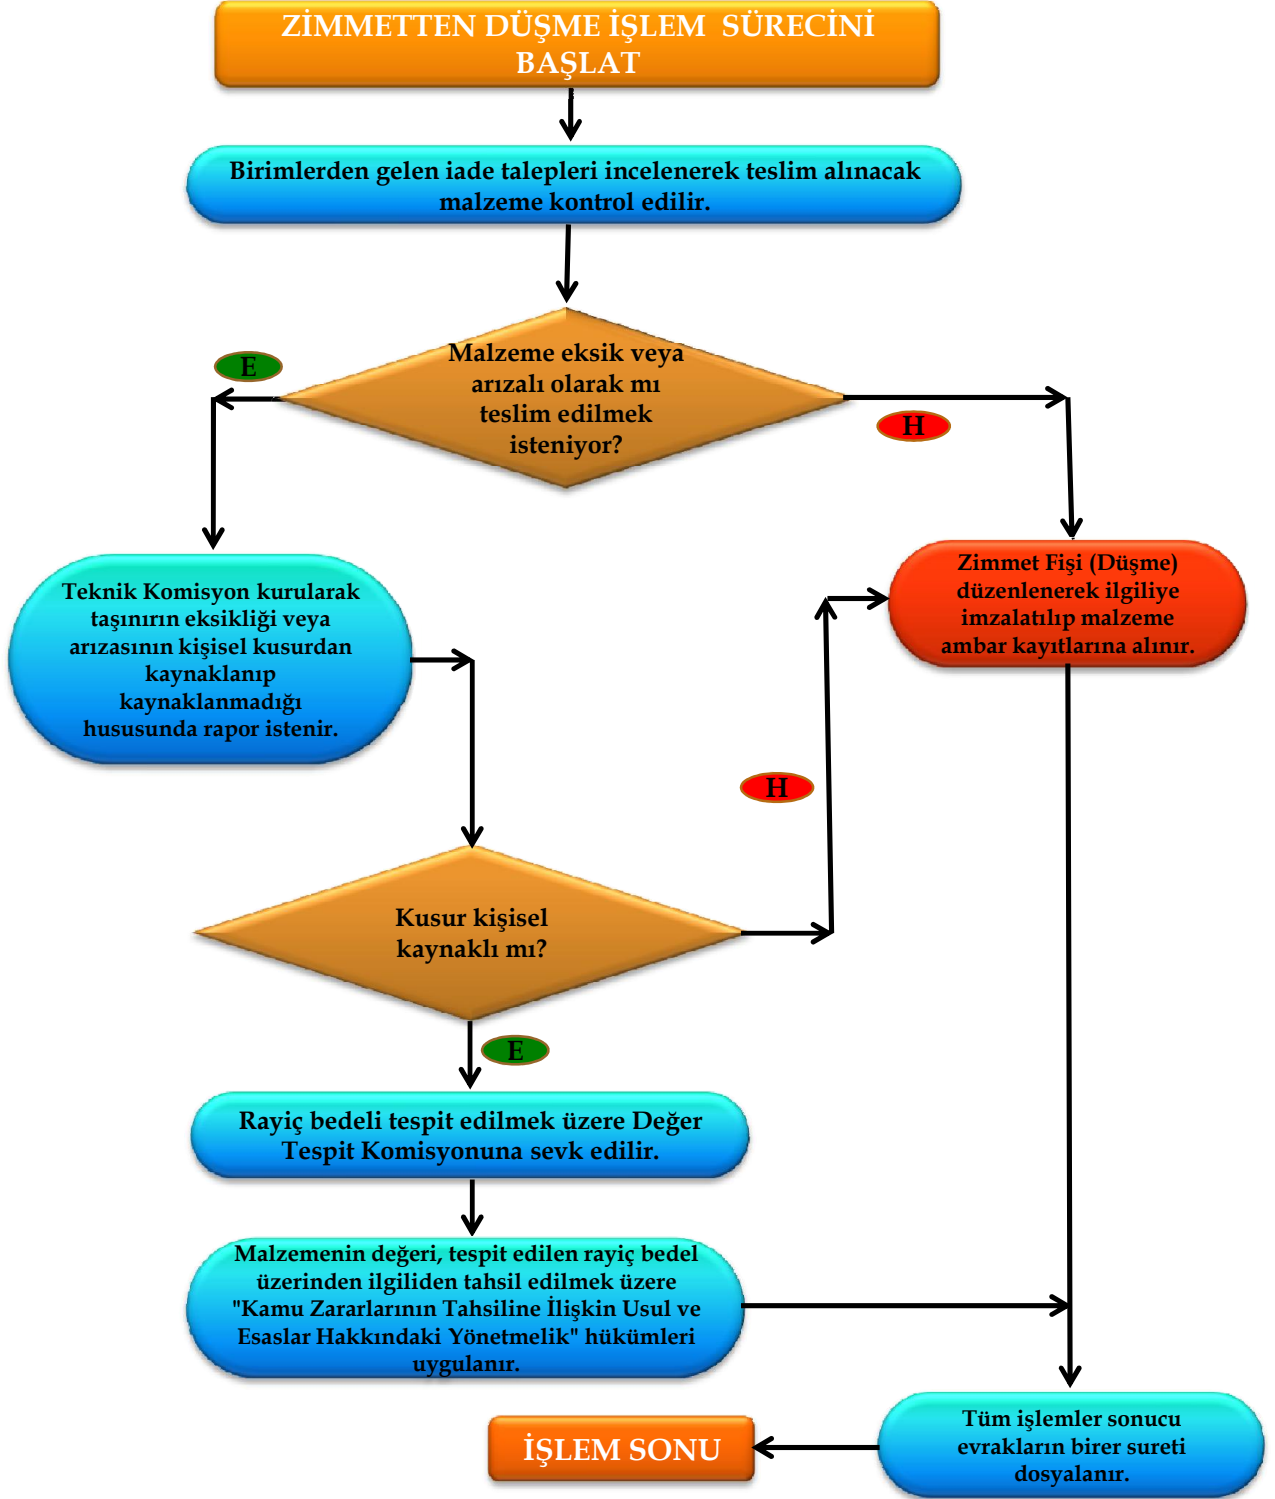 ZİMMETTEN DÜŞME İŞLEM SÜRECİNİ
BAŞLAT
Birimlerden gelen iade talepleri incelenerek teslim alınacak
malzeme kontrol edilir.
Malzeme eksik veya
arızalı olarak mı
teslim edilmek
isteniyor?
E
H
Teknik Komisyon kurularak
taşınırın eksikliği veya
arızasının kişisel kusurdan
kaynaklanıp
kaynaklanmadığı
hususunda rapor istenir.
Zimmet Fişi (Düşme)
düzenlenerek ilgiliye
imzalatılıp malzeme
ambar kayıtlarına alınır.
H
Kusur kişisel
kaynaklı mı?
E
Rayiç bedeli tespit edilmek üzere Değer
Tespit Komisyonuna sevk edilir.
Malzemenin değeri, tespit edilen rayiç bedel
üzerinden ilgiliden tahsil edilmek üzere
"Kamu Zararlarının Tahsiline İlişkin Usul ve
Esaslar Hakkındaki Yönetmelik" hükümleri
uygulanır.
Tüm işlemler sonucu
evrakların birer sureti
dosyalanır.
İŞLEM SONU